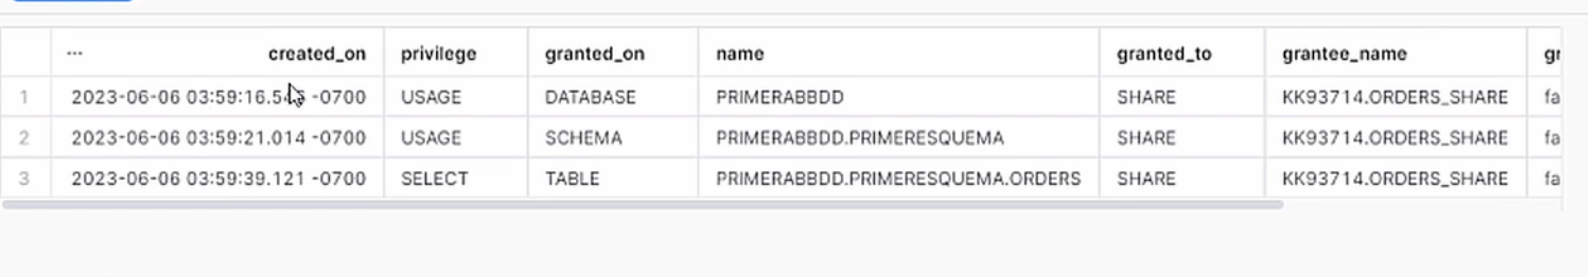 ... created_on privilege granted_on name granted_to grantee_name gr
1 2023-06-06 03:59:16.5 -0700 USAGE DATABASE PRIMERABBDD SHARE KK93714.ORDERS_SHARE fa
2 2023-06-06 03:59:21.014 -0700 USAGE SCHEMA PRIMERABBDD.PRIMERESQUEMA SHARE KK93714.ORDERS_SHARE fa
3 2023-06-06 03:59:39.121 -0700 SELECT TABLE PRIMERABBDD.PRIMERESQUEMA.ORDERS SHARE KK93714.ORDERS_SHARE fa